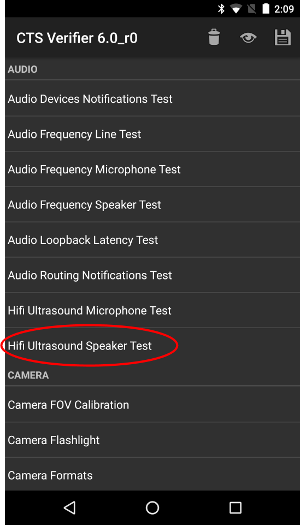 2:09
CTS Verifier 6.0_r0
AUDIO
Audio Devices Notifications Test
Audio Frequency Line Test
Audio Frequency Microphone Test
Audio Frequency Speaker Test
Audio Loopback Latency Test
Audio Routing Notifications Test
Hifi Ultrasound Microphone Test
Hifi Ultrasound Speaker Test
CAMERA
Camera FOV Calibration
Camera Flashlight
Camera Formats